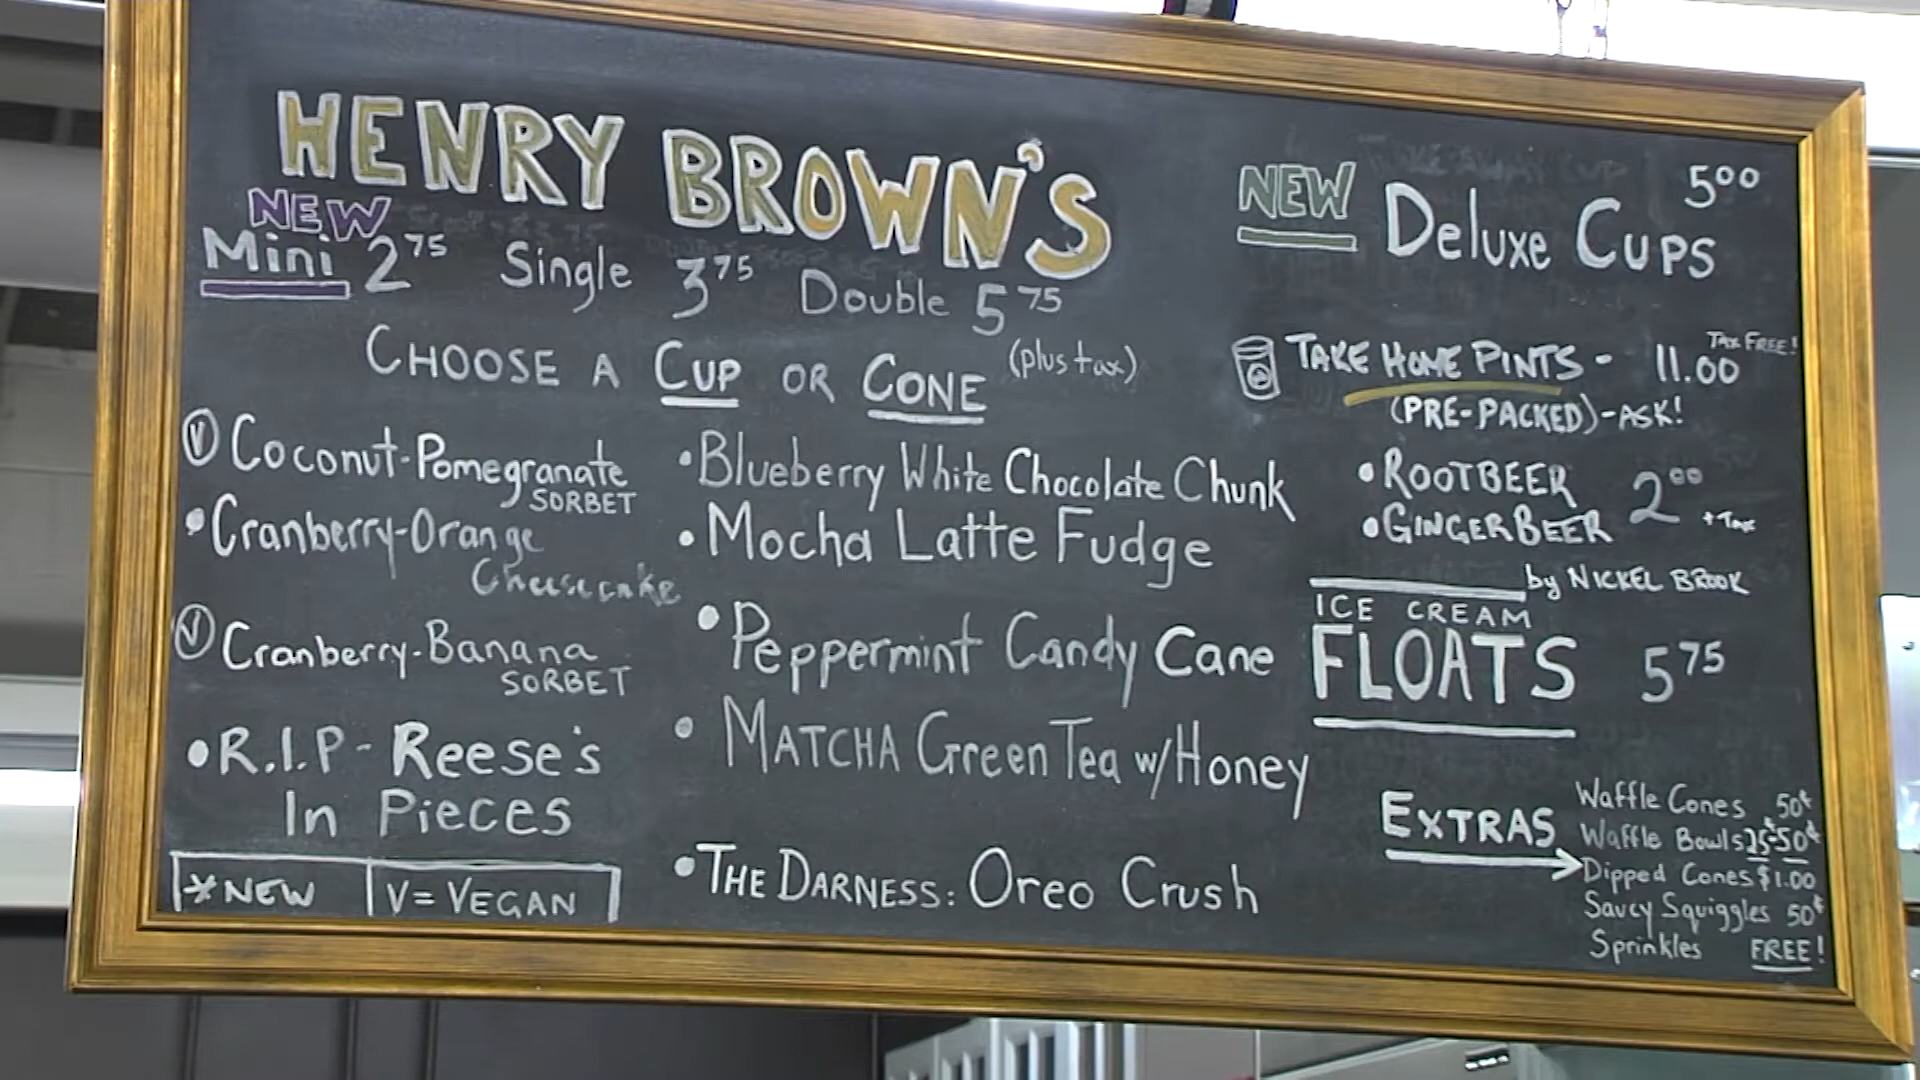 HENRY BROWN'S
NEW
Mini 2 75 Single 3 75 Double 5 75
CHOOSE A CUP OR CONE (plus tax)
Ⓥ Coconut-Pomegranate
SORBET
• Cranberry-Orange
Cheesecake
Ⓥ Cranberry-Banana
SORBET
• R.I.P - Reese's
In Pieces
*NEW V = VEGAN
• Blueberry White Chocolate Chunk
• Mocha Latte Fudge
• Peppermint Candy Cane
• MATCHA Green Tea w/Honey
• THE DARNESS: Oreo Crush
NEW Deluxe Cups 5 00
TAKE HOME PINTS - 11.00 TAX FREE!
(PRE-PACKED) - ASK!
• ROOTBEER
• GINGERBEER 2 00 + Tax
by NICKEL BROOK
ICE CREAM
FLOATS 5 75
EXTRAS
Waffle Cones 50¢
Waffle Bowls 25¢-50¢
Dipped Cones $1.00
Saucy Squiggles 50¢
Sprinkles FREE!